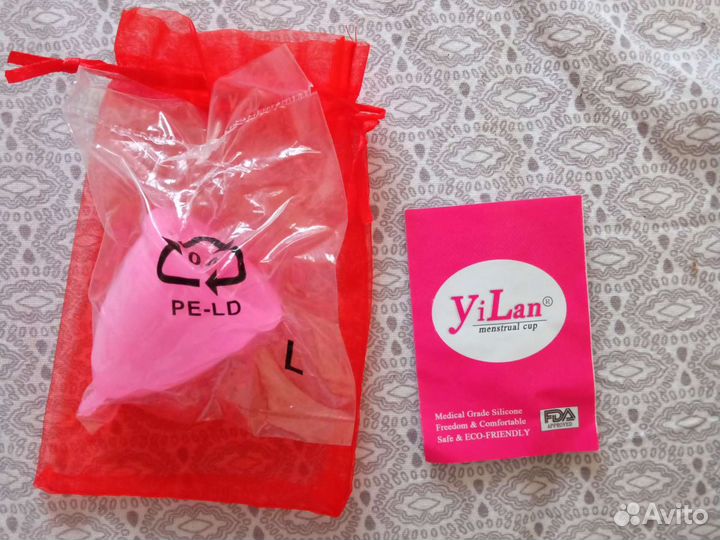 PE-LD
L
YiLan®
menstrual cup
Medical Grade Silicone
Freedom & Comfortable
Safe & ECO-FRIENDLY
FDA
APPROVED
Avito